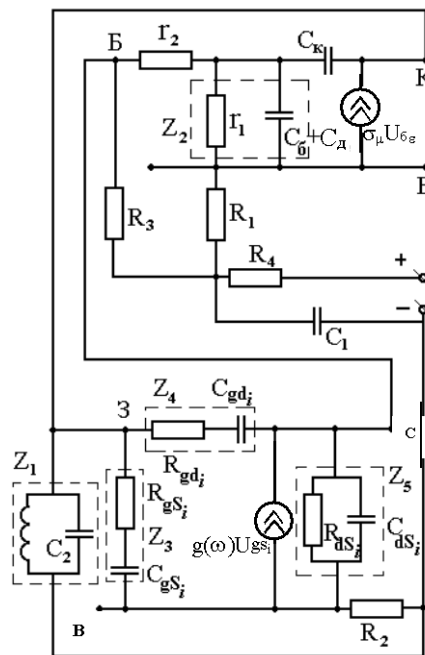 Б r₂ Cк К
Z₂ r₁ Cб+Cд σμUбε
Е
R₃ R₁ R₄ +
−
C₁
З Z₄ Cgdᵢ С
Z₁ Rgdᵢ
RgSᵢ Z₅
C₂ Z₃ g(ω)Ugsᵢ RdSᵢ CdSᵢ
CgSᵢ
В R₂